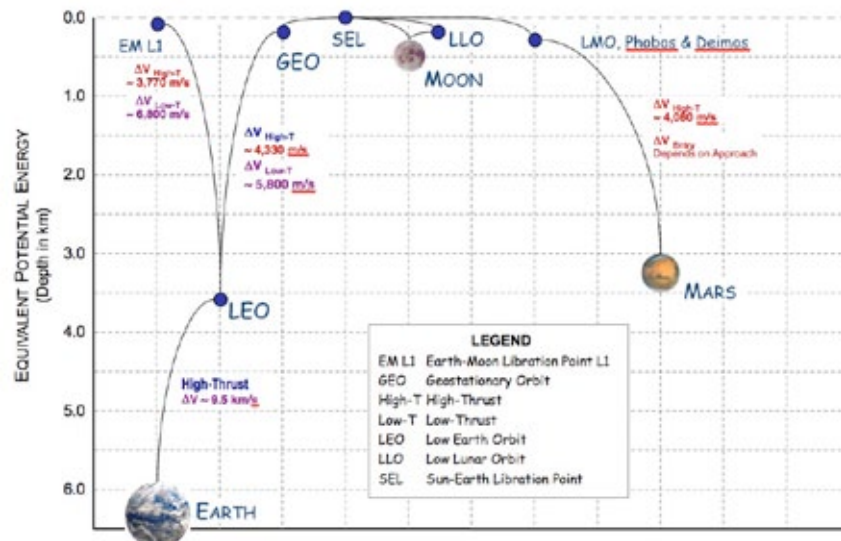 0.0
1.0
2.0
3.0
4.0
5.0
6.0
EQUIVALENT POTENTIAL ENERGY
(Depth in km)
EM L1
GEO
SEL
LLO
MOON
LMO, Phobos & Deimos
ΔV High-T
~ 3,770 m/s
ΔV Low-T
~ 6,800 m/s
ΔV High-T
~ 4,330 m/s
ΔV Low-T
~ 5,800 m/s
ΔV High-T
ΔV Entry
Depends on Approach
LEO
MARS
High-Thrust
ΔV ~ 9.5 km/s
EARTH
LEGEND
EM L1 Earth-Moon Libration Point L1
GEO Geostationary Orbit
High-T High-Thrust
Low-T Low-Thrust
LEO Low Earth Orbit
LLO Low Lunar Orbit
SEL Sun-Earth Libration Point